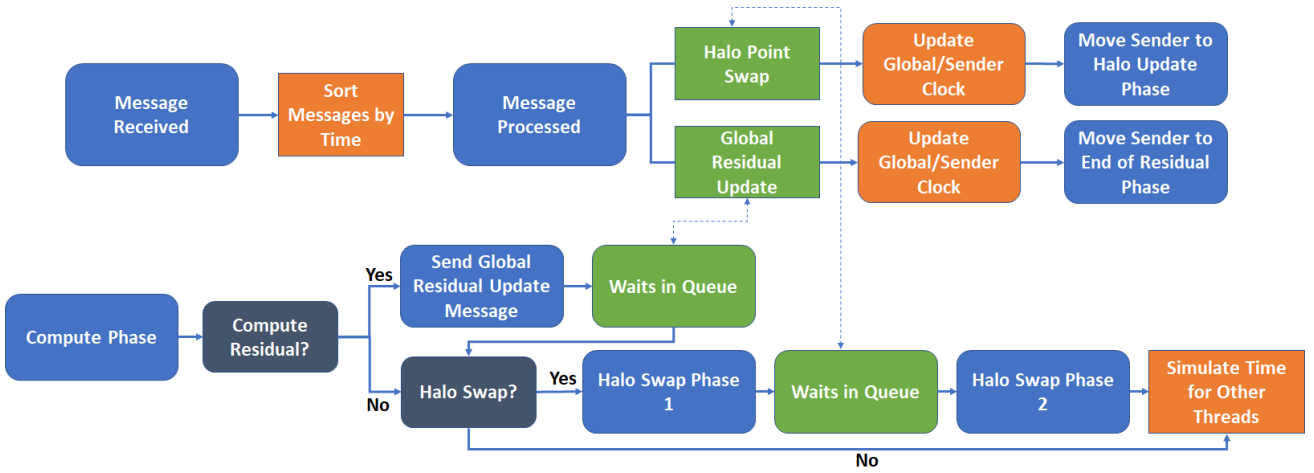 Halo Point
Swap
Update
Global/Sender
Clock
Move Sender to
Halo Update
Phase
Message
Received
Sort
Messages by
Time
Message
Processed
Global
Residual
Update
Update
Global/Sender
Clock
Move Sender to
End of Residual
Phase
Compute Phase
Compute
Residual?
Yes
Send Global
Residual Update
Message
Waits in Queue
No
Halo Swap?
Yes
Halo Swap Phase
1
Waits in Queue
Halo Swap Phase
2
Simulate Time
for Other
Threads
No